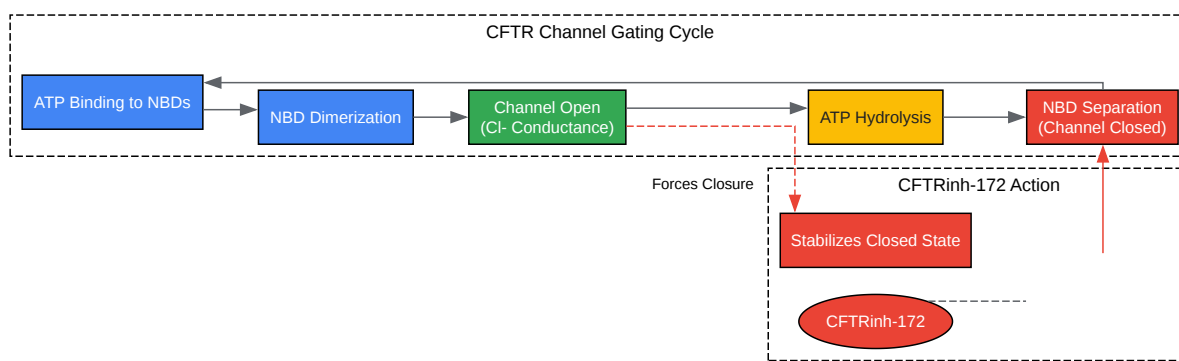 CFTR Channel Gating Cycle
ATP Binding to NBDs
NBD Dimerization
Channel Open
(Cl- Conductance)
ATP Hydrolysis
NBD Separation
(Channel Closed)
Forces Closure
CFTRinh-172 Action
Stabilizes Closed State
CFTRinh-172